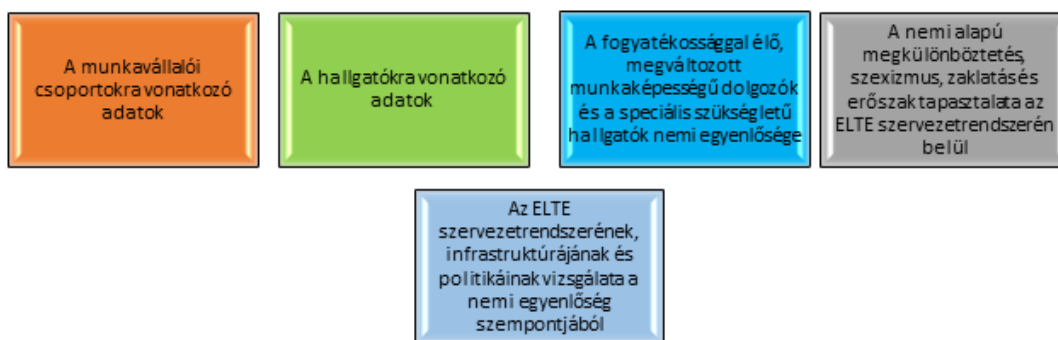 A munkavállalói
csoportokra vonatkozó
adatok
A hallgatókra vonatkozó
adatok
A fogyatékossággal élő,
megváltozott
munkaképességű dolgozók
és a speciális szükségletű
hallgatók nemi egyenlősége
A nemi alapú
megkülönböztetés,
szexizmus, zaklatás és
erőszak tapasztalata az
ELTE szervezetrendszerén
belül
Az ELTE
szervezetrendszerének,
infrastruktúrájának és
politikáinak vizsgálata a
nemi egyenlőség
szempontjából